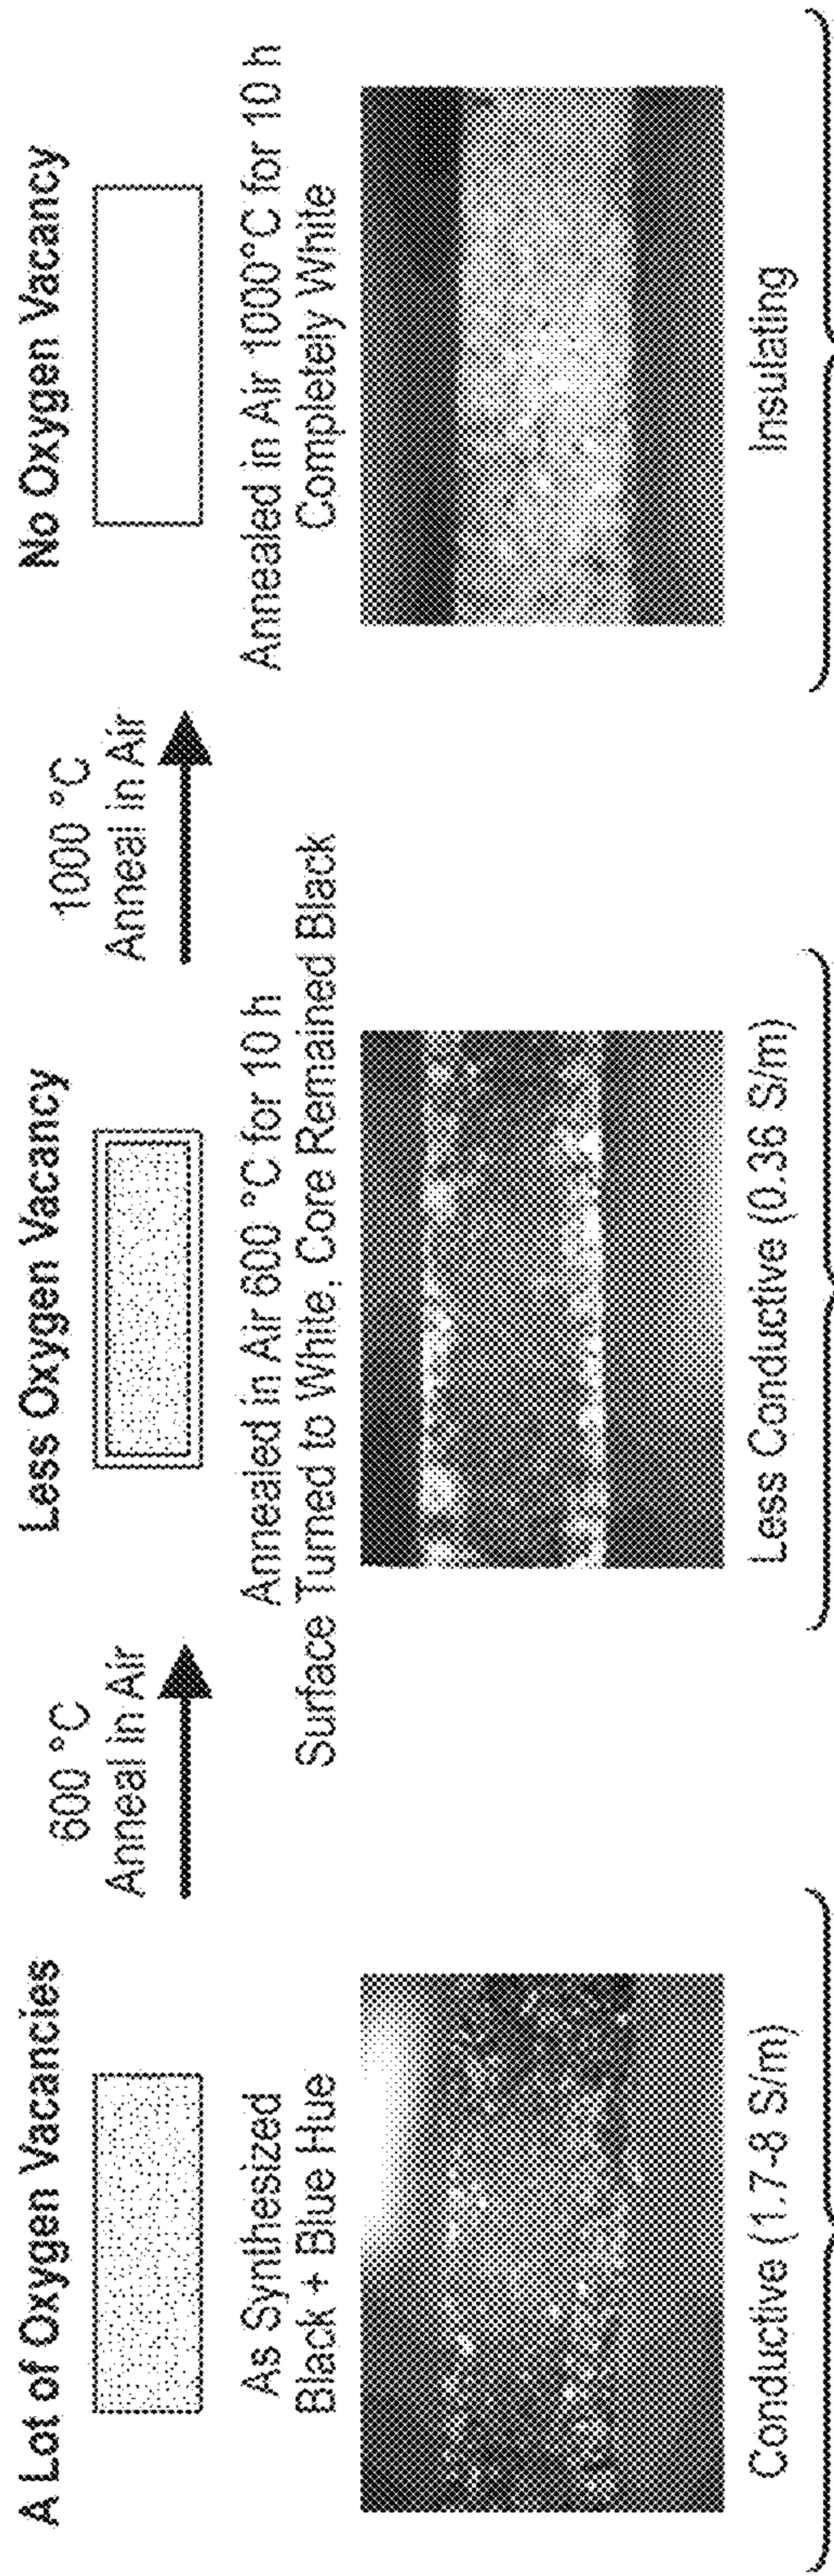 A Lot of Oxygen Vacancies
As Synthesized
Black + Blue Hue
Conductive (1.7-8 S/m)
600 °C
Anneal in Air
Less Oxygen Vacancy
Annealed in Air 600 °C for 10 h
Surface Turned to White, Core Remained Black
Less Conductive (0.36 S/m)
1000 °C
Anneal in Air
No Oxygen Vacancy
Annealed in Air 1000°C for 10 h
Completely White
Insulating